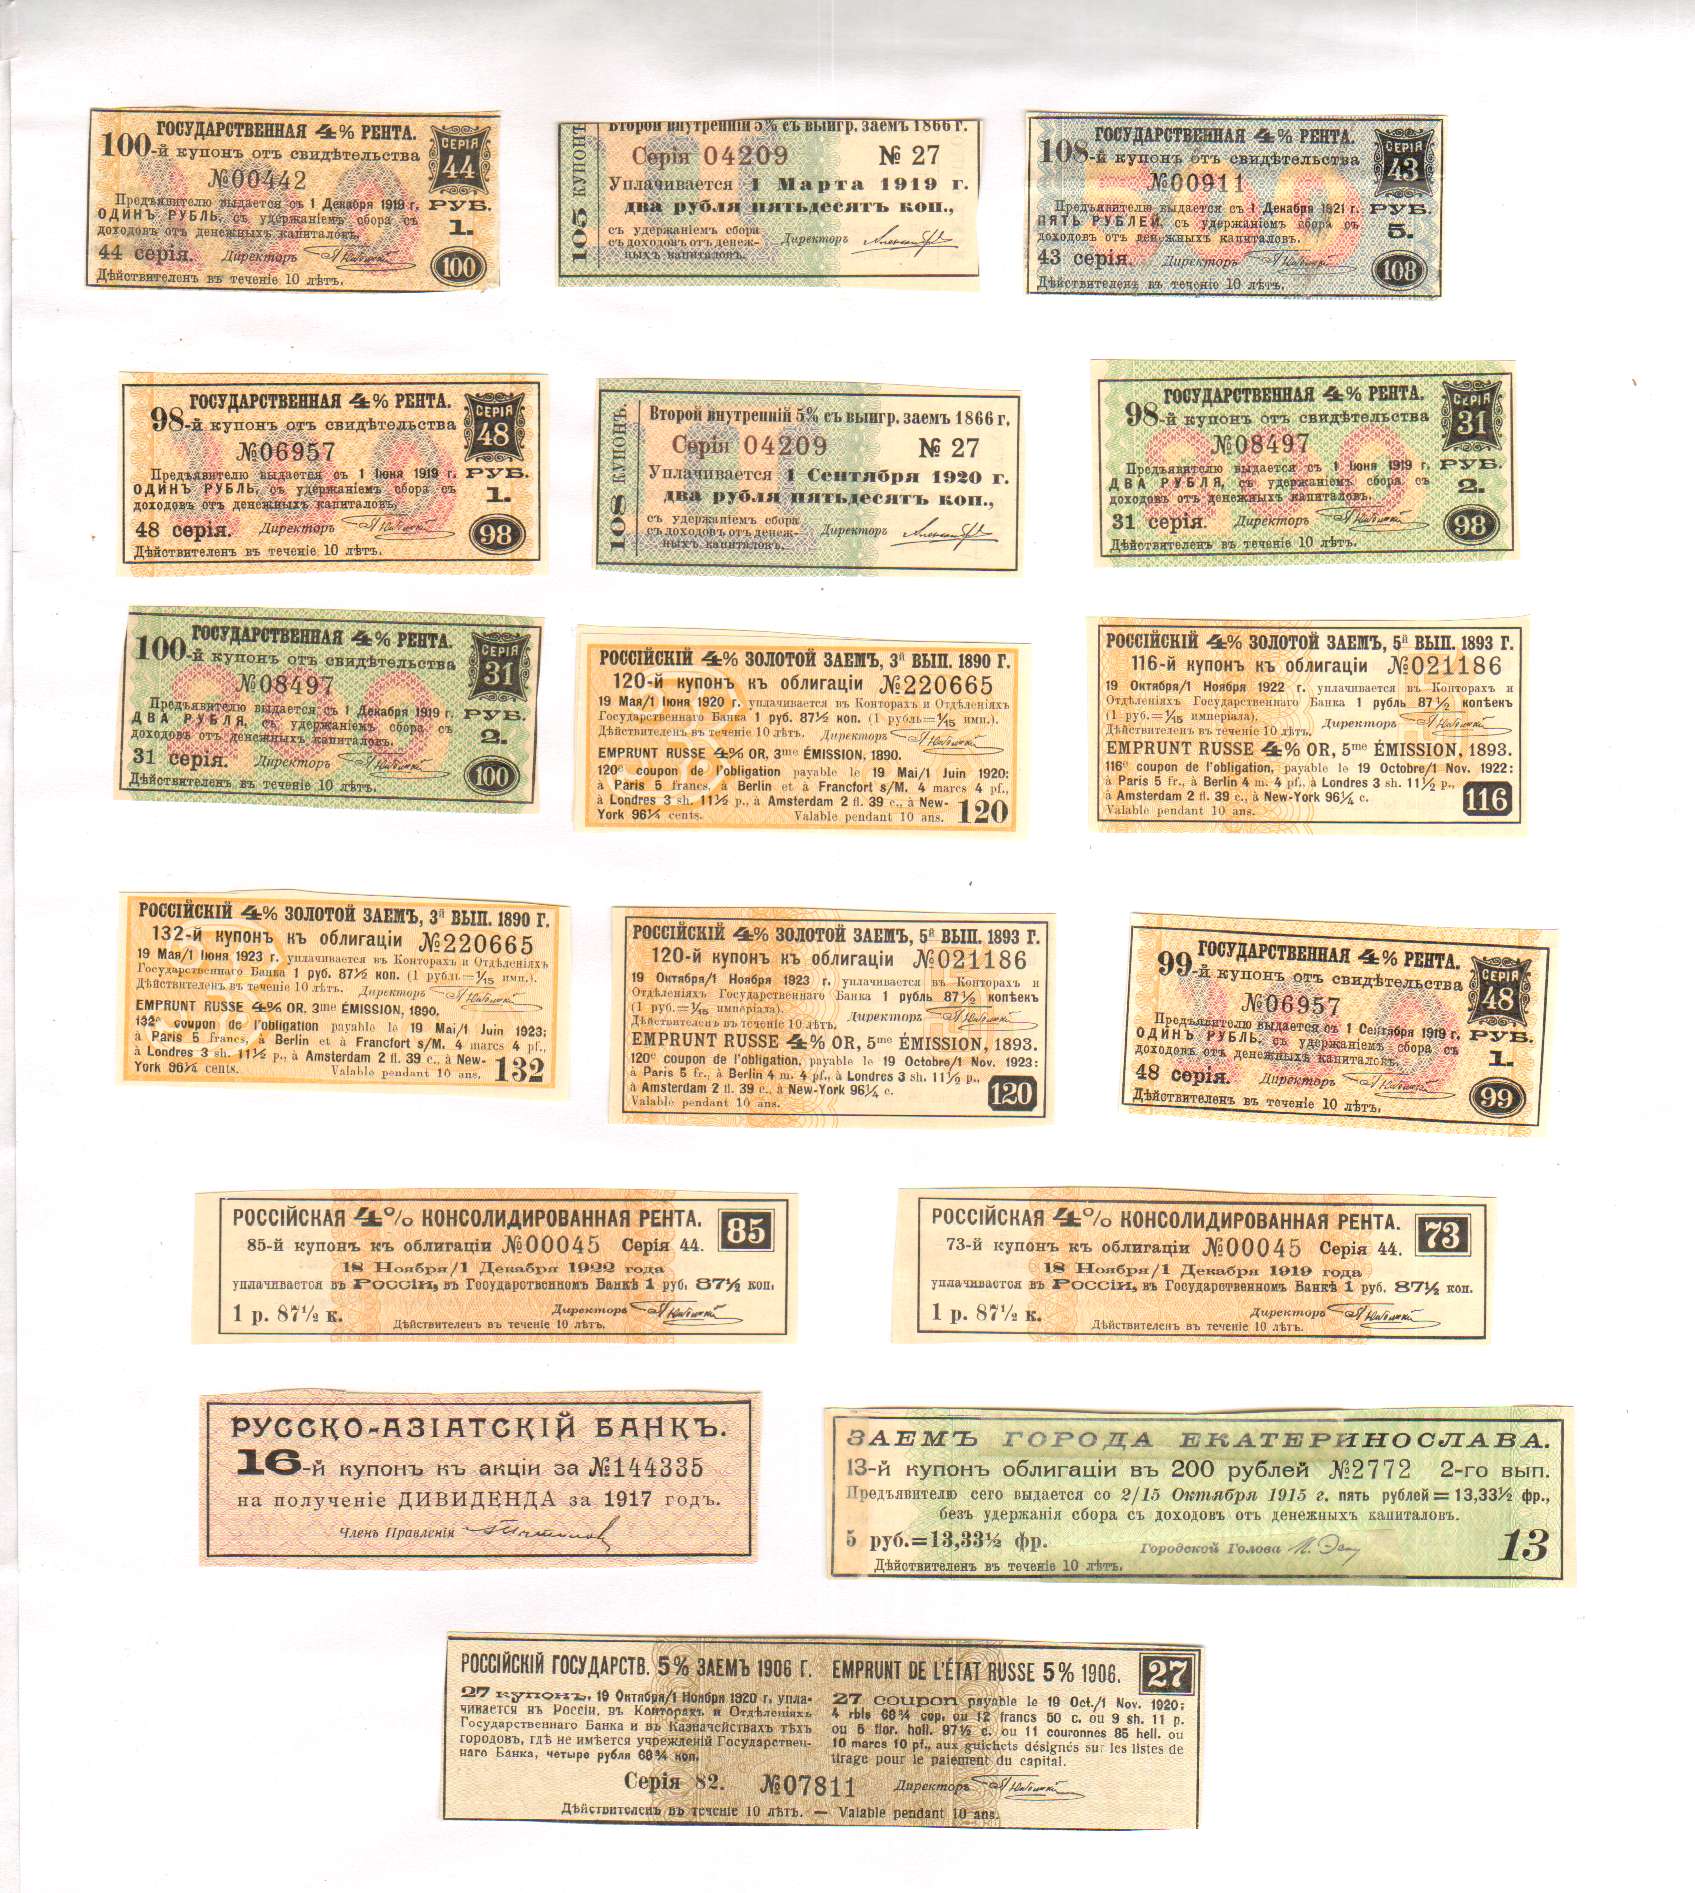 ГОСУДАРСТВЕННАЯ 4% РЕНТА.
100-й купонъ отъ свидѣтельства
СЕРІЯ 44
№00442
Предъявителю выдается съ 1 Декабря 1919 г. РУБ.
ОДИНЪ РУБЛЬ, съ удержаніемъ сбора съ 1.
доходовъ отъ денежныхъ капиталовъ.
44 серія. Директоръ 100
Дѣйствителенъ въ теченіе 10 лѣтъ.
105 КУПОНЪ
Второй внутренній 5% съ выигр. заемъ 1866 г.
Серія 04209 № 27
Уплачивается 1 Марта 1919 г.
два рубля пятьдесятъ коп.,
съ удержаніемъ сбора
съ доходовъ отъ денеж- Директоръ
ныхъ капиталовъ.
ГОСУДАРСТВЕННАЯ 4% РЕНТА.
108-й купонъ отъ свидѣтельства
СЕРІЯ 43
№00911
Предъявителю выдается съ 1 Декабря 1921 г. РУБ.
ПЯТЬ РУБЛЕЙ, съ удержаніемъ сбора съ 5.
доходовъ отъ денежныхъ капиталовъ.
43 серія. Директоръ 108
Дѣйствителенъ въ теченіе 10 лѣтъ.
ГОСУДАРСТВЕННАЯ 4% РЕНТА.
98-й купонъ отъ свидѣтельства
СЕРІЯ 48
№06957
Предъявителю выдается съ 1 Іюня 1919 г. РУБ.
ОДИНЪ РУБЛЬ, съ удержаніемъ сбора съ 1.
доходовъ отъ денежныхъ капиталовъ.
48 серія. Директоръ 98
Дѣйствителенъ въ теченіе 10 лѣтъ.
108 КУПОНЪ.
Второй внутренній 5% съ выигр. заемъ 1866 г.
Серія 04209 № 27
Уплачивается 1 Сентября 1920 г.
два рубля пятьдесятъ коп.,
съ удержаніемъ сбора
съ доходовъ отъ денеж- Директоръ
ныхъ капиталовъ.
ГОСУДАРСТВЕННАЯ 4% РЕНТА.
98-й купонъ отъ свидѣтельства
СЕРІЯ 31
№08497
Предъявителю выдается съ 1 Іюня 1919 г. РУБ.
ДВА РУБЛЯ, съ удержаніемъ сбора съ 2.
доходовъ отъ денежныхъ капиталовъ.
31 серія. Директоръ 98
Дѣйствителенъ въ теченіе 10 лѣтъ.
ГОСУДАРСТВЕННАЯ 4% РЕНТА.
100-й купонъ отъ свидѣтельства
СЕРІЯ 31
№08497
Предъявителю выдается съ 1 Декабря 1919 г. РУБ.
ДВА РУБЛЯ, съ удержаніемъ сбора съ 2.
доходовъ отъ денежныхъ капиталовъ.
31 серія. Директоръ 100
Дѣйствителенъ въ теченіе 10 лѣтъ.
РОССІЙСКІЙ 4% ЗОЛОТОЙ ЗАЕМЪ, 3й ВЫП. 1890 Г.
120-й купонъ къ облигаціи №220665
19 Мая/1 Іюня 1920 г. уплачивается въ Конторахъ и Отдѣленіяхъ
Государственнаго Банка 1 руб. 87½ коп. (1 рубль=1/15 имп.).
Дѣйствителенъ въ теченіе 10 лѣтъ. Директоръ
EMPRUNT RUSSE 4% OR, 3me ÉMISSION, 1890.
120e coupon de l'obligation payable le 19 Mai/1 Juin 1920:
à Paris 5 francs, à Berlin et à Francfort s/M. 4 marcs 4 pf.,
à Londres 3 sh. 11½ p., à Amsterdam 2 fl. 39 c., à New-
York 96¼ cents. Valable pendant 10 ans. 120
РОССІЙСКІЙ 4% ЗОЛОТОЙ ЗАЕМЪ, 5й ВЫП. 1893 Г.
116-й купонъ къ облигаціи №021186
19 Октября/1 Ноября 1922 г. уплачивается въ Конторахъ и
Отдѣленіяхъ Государственнаго Банка 1 рубль 87½ копѣекъ
(1 руб.=1/15 имперіала). Директоръ
Дѣйствителенъ въ теченіе 10 лѣтъ.
EMPRUNT RUSSE 4% OR, 5me ÉMISSION, 1893.
116e coupon de l'obligation, payable le 19 Octobre/1 Nov. 1922:
à Paris 5 fr., à Berlin 4 m. 4 pf., à Londres 3 sh. 11½ p.,
à Amsterdam 2 fl. 39 c., à New-York 96¼ c. 116
Valable pendant 10 ans.
РОССІЙСКІЙ 4% ЗОЛОТОЙ ЗАЕМЪ, 3й ВЫП. 1890 Г.
132-й купонъ къ облигаціи №220665
19 Мая/1 Іюня 1923 г. уплачивается въ Конторахъ и Отдѣленіяхъ
Государственнаго Банка 1 руб. 87½ коп. (1 рубль=1/15 имп.).
Дѣйствителенъ въ теченіе 10 лѣтъ. Директоръ
EMPRUNT RUSSE 4% OR. 3me ÉMISSION, 1890.
132e coupon de l'obligation payable le 19 Mai/1 Juin 1923:
à Paris 5 francs, à Berlin et à Francfort s/M. 4 marcs 4 pf.,
à Londres 3 sh. 11½ p., à Amsterdam 2 fl. 39 c., à New-
York 96¼ cents. Valable pendant 10 ans. 132
РОССІЙСКІЙ 4% ЗОЛОТОЙ ЗАЕМЪ, 5й ВЫП. 1893 Г.
120-й купонъ къ облигаціи №021186
19 Октября/1 Ноября 1923 г. уплачивается въ Конторахъ и
Отдѣленіяхъ Государственнаго Банка 1 рубль 87½ копѣекъ
(1 руб.=1/15 имперіала).
Дѣйствителенъ въ теченіе 10 лѣтъ. Директоръ
EMPRUNT RUSSE 4% OR, 5me ÉMISSION, 1893.
120e coupon de l'obligation, payable le 19 Octobre/1 Nov. 1923:
à Paris 5 fr., à Berlin 4 m. 4 pf., à Londres 3 sh. 11½ p.,
à Amsterdam 2 fl. 39 c., à New-York 96¼ c. 120
Valable pendant 10 ans.
ГОСУДАРСТВЕННАЯ 4% РЕНТА.
99-й купонъ отъ свидѣтельства
СЕРІЯ 48
№06957
Предъявителю выдается съ 1 Сентября 1919 г. РУБ.
ОДИНЪ РУБЛЬ, съ удержаніемъ сбора съ 1.
доходовъ отъ денежныхъ капиталовъ.
48 серія. Директоръ 99
Дѣйствителенъ въ теченіе 10 лѣтъ.
РОССІЙСКАЯ 4% КОНСОЛИДИРОВАННАЯ РЕНТА. 85
85-й купонъ къ облигаціи №00045 Серія 44.
18 Ноября/1 Декабря 1922 года
уплачивается въ РОССІИ, въ Государственномъ Банкѣ 1 руб. 87½ коп.
1 р. 87½ к. Директоръ
Дѣйствителенъ въ теченіе 10 лѣтъ.
РОССІЙСКАЯ 4% КОНСОЛИДИРОВАННАЯ РЕНТА. 73
73-й купонъ къ облигаціи №00045 Серія 44.
18 Ноября/1 Декабря 1919 года
уплачивается въ РОССІИ, въ Государственномъ Банкѣ 1 руб. 87½ коп.
1 р. 87½ к. Директоръ
Дѣйствителенъ въ теченіе 10 лѣтъ.
РУССКО-АЗІАТСКІЙ БАНКЪ.
16-й купонъ къ акціи за №144335
на полученіе ДИВИДЕНДА за 1917 годъ.
Членъ Правленія
ЗАЕМЪ ГОРОДА ЕКАТЕРИНОСЛАВА.
13-й купонъ облигаціи въ 200 рублей №2772 2-го вып.
Предъявителю сего выдается со 2/15 Октября 1915 г. пять рублей=13,33½ фр.,
безъ удержанія сбора съ доходовъ отъ денежныхъ капиталовъ.
5 руб.=13,33½ фр. Городской Голова 13
Дѣйствителенъ въ теченіе 10 лѣтъ.
РОССІЙСКІЙ ГОСУДАРСТВ. 5% ЗАЕМЪ 1906 Г.
27 купонъ, 19 Октября/1 Ноября 1920 г. упла-
чивается въ Россіи, въ Конторахъ и Отдѣленіяхъ
Государственнаго Банка и въ Казначействахъ тѣхъ
городовъ, гдѣ не имѣется учрежденій Государствен-
наго Банка, четыре рубля 68¾ коп.
EMPRUNT DE L'ÉTAT RUSSE 5% 1906. 27
27 coupon payable le 19 Oct./1 Nov. 1920:
4 rbls 68¾ cop. ou 12 francs 50 c. ou 9 sh. 11 p.
ou 5 flor. holl. 97½ c. ou 11 couronnes 85 hell. ou
10 marcs 10 pf., aux guichets désignés sur les listes de
tirage pour le paiement du capital.
Серія 82. №07811 Директоръ
Дѣйствителенъ въ теченіе 10 лѣтъ. — Valable pendant 10 ans.